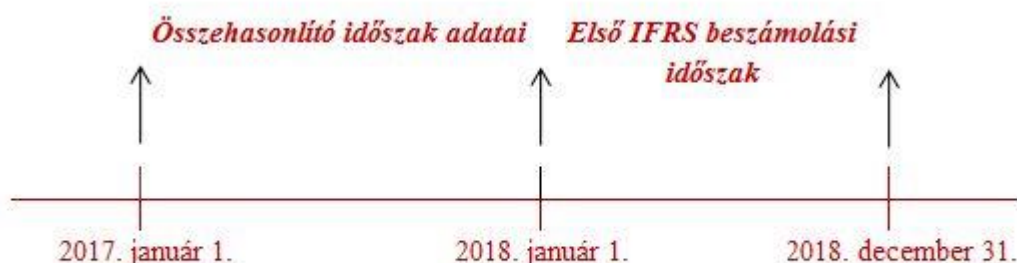 Összehasonlító időszak adatai
Első IFRS beszámolási
időszak
2017. január 1.
2018. január 1.
2018. december 31.